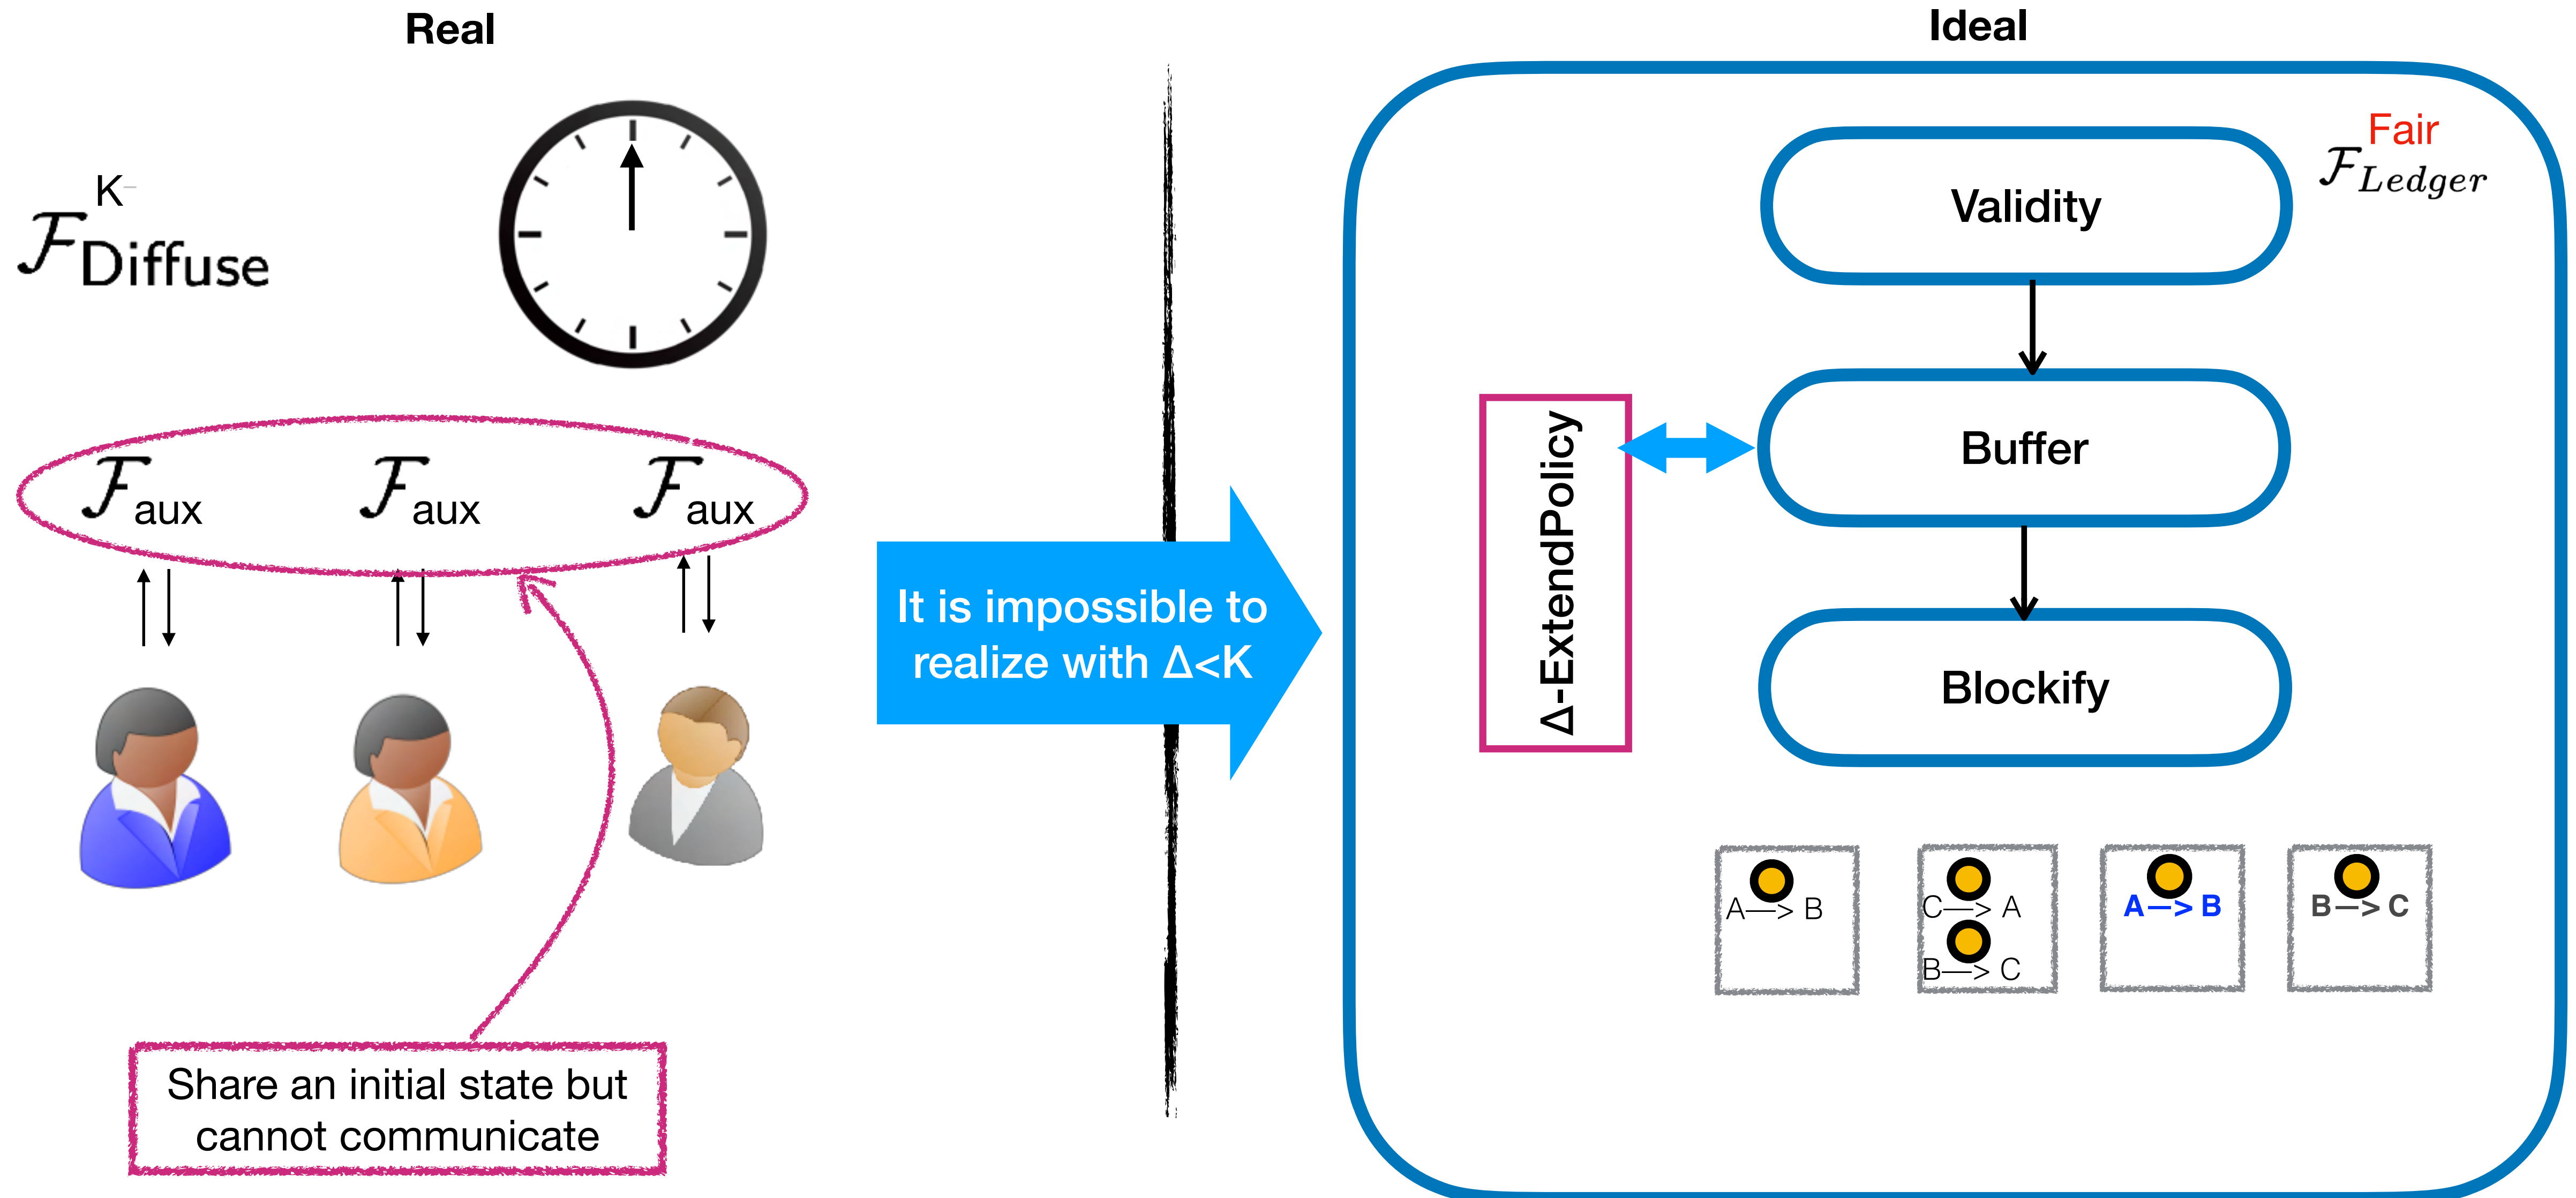 Real
Ideal
K-
ℱDiffuse
ℱaux
ℱaux
ℱaux
Share an initial state but
cannot communicate
It is impossible to
realize with Δ<K
Fair
ℱLedger
Validity
Buffer
Δ-ExtendPolicy
Blockify
A—> B
C—> A
B—> C
A—> B
B—> C